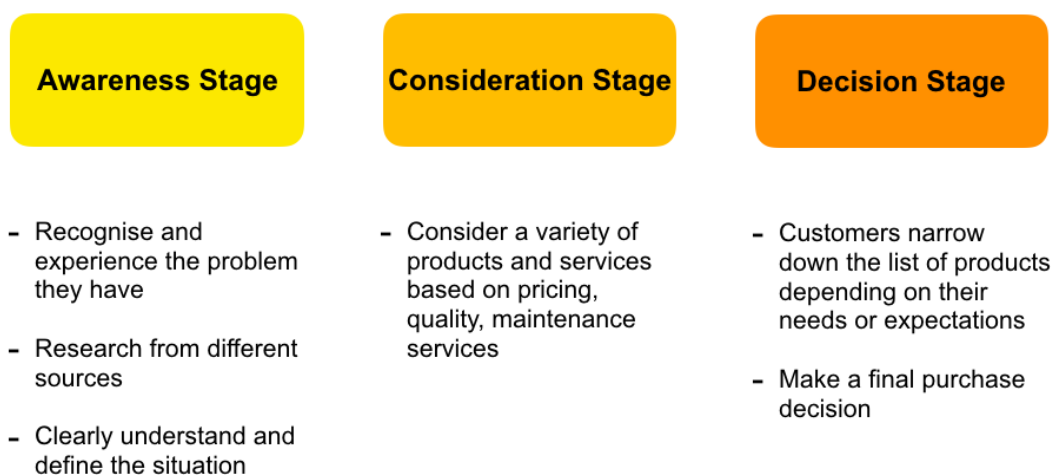 Awareness Stage
- Recognise and
experience the problem
they have
- Research from different
sources
- Clearly understand and
define the situation
Consideration Stage
- Consider a variety of
products and services
based on pricing,
quality, maintenance
services
Decision Stage
- Customers narrow
down the list of products
depending on their
needs or expectations
- Make a final purchase
decision